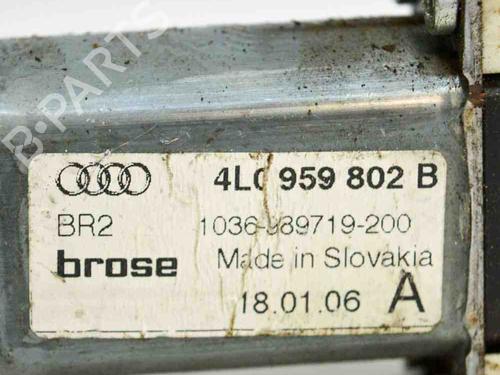 B-PARTS
4L0 959 802 B
BR2 1036-989719-200
brose Made in Slovakia
18.01.06 A